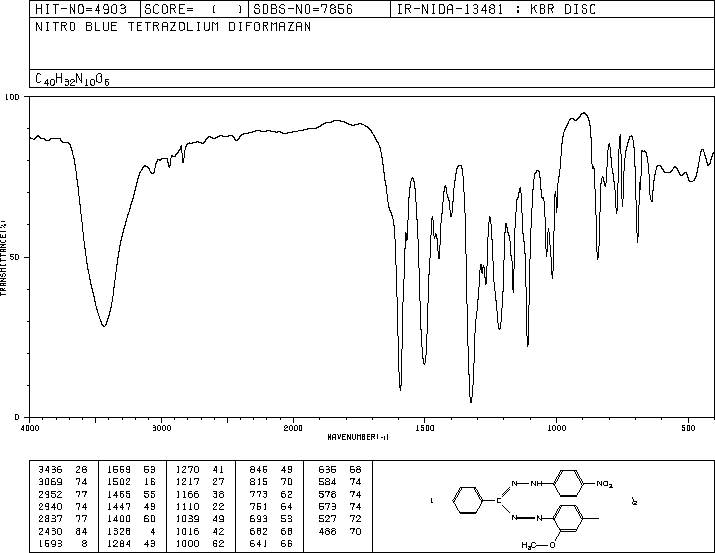 HIT-NO=4903 SCORE= ( ) SDBS-NO=7856 IR-NIDA-13481 : KBR DISC
NITRO BLUE TETRAZOLIUM DIFORMAZAN
C40H32N10O6
100
50
0
TRANSMITTANCE(%)
4000 3000 2000 1500 1000 500
WAVENUMBER(-1)
3436 26 1569 53 1270 41 846 49 636 68
3069 74 1502 16 1217 27 815 70 584 74
2952 77 1465 55 1166 38 773 62 578 74
2940 74 1447 49 1110 22 751 64 573 74
2837 77 1400 60 1039 49 693 53 527 72
2430 84 1328 4 1016 42 682 68 488 70
1593 8 1284 43 1000 62 641 66
N NH NO2
C
N N
H3C O